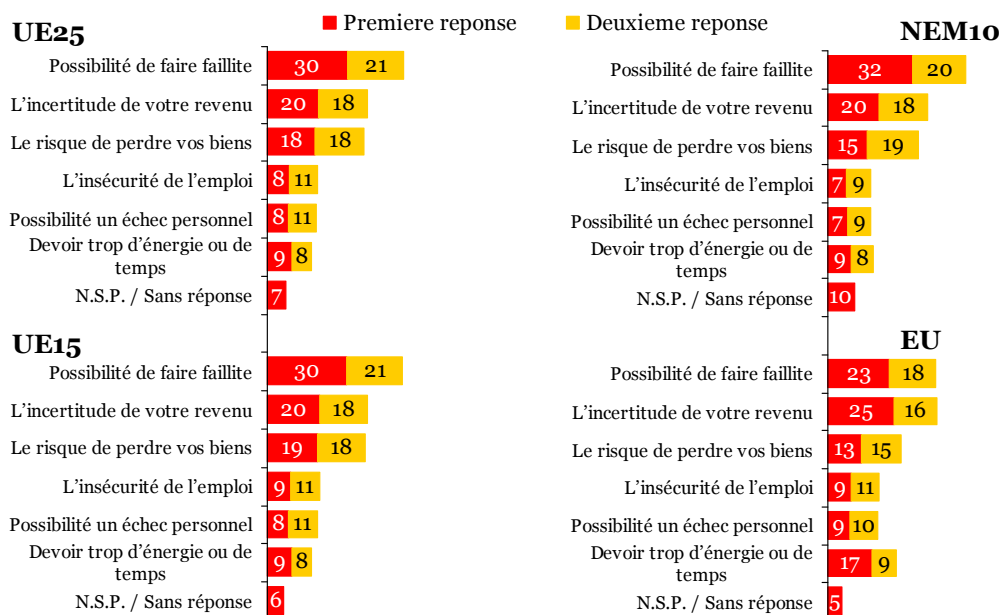 Premiere reponse
Deuxieme reponse
UE25
Possibilité de faire faillite
30 21
L'incertitude de votre revenu
20 18
Le risque de perdre vos biens
18 18
L'insécurité de l'emploi
8 11
Possibilité un échec personnel
8 11
Devoir trop d'énergie ou de
temps
9 8
N.S.P. / Sans réponse
7
NEM10
Possibilité de faire faillite
32 20
L'incertitude de votre revenu
20 18
Le risque de perdre vos biens
15 19
L'insécurité de l'emploi
7 9
Possibilité un échec personnel
7 9
Devoir trop d'énergie ou de
temps
9 8
N.S.P. / Sans réponse
10
UE15
Possibilité de faire faillite
30 21
L'incertitude de votre revenu
20 18
Le risque de perdre vos biens
19 18
L'insécurité de l'emploi
9 11
Possibilité un échec personnel
8 11
Devoir trop d'énergie ou de
temps
9 8
N.S.P. / Sans réponse
6
EU
Possibilité de faire faillite
23 18
L'incertitude de votre revenu
25 16
Le risque de perdre vos biens
13 15
L'insécurité de l'emploi
9 11
Possibilité un échec personnel
9 10
Devoir trop d'énergie ou de
temps
17 9
N.S.P. / Sans réponse
5